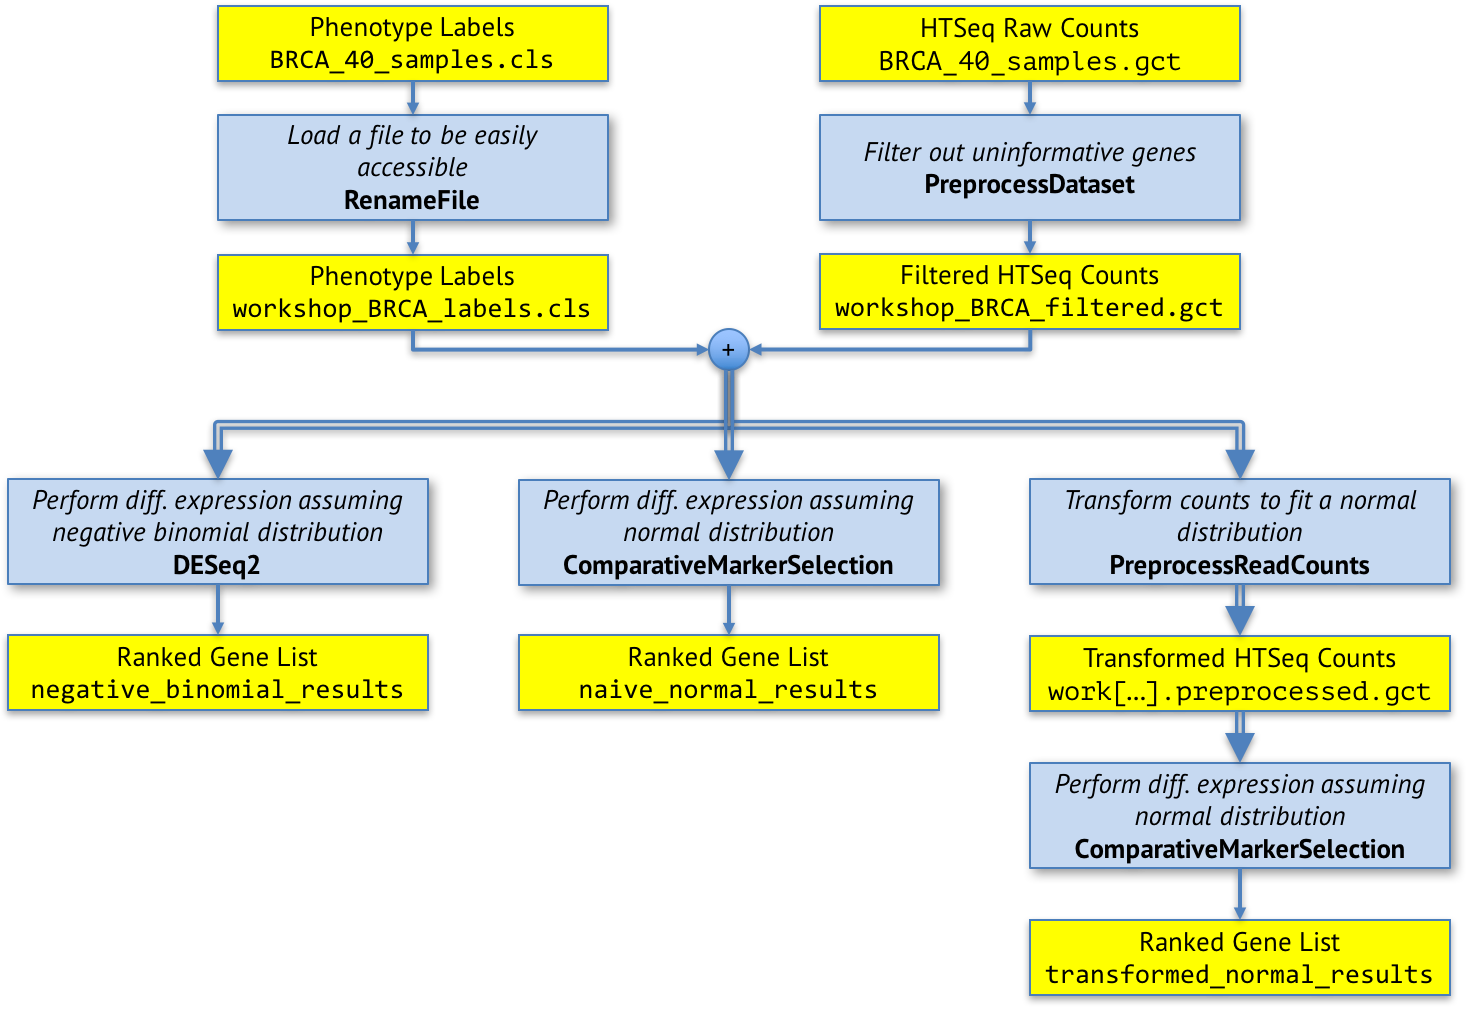 Phenotype Labels
BRCA_40_samples.cls
HTSeq Raw Counts
BRCA_40_samples.gct
Load a file to be easily
accessible
RenameFile
Filter out uninformative genes
PreprocessDataset
Phenotype Labels
workshop_BRCA_labels.cls
Filtered HTSeq Counts
workshop_BRCA_filtered.gct
+
Perform diff. expression assuming
negative binomial distribution
DESeq2
Perform diff. expression assuming
normal distribution
ComparativeMarkerSelection
Transform counts to fit a normal
distribution
PreprocessReadCounts
Ranked Gene List
negative_binomial_results
Ranked Gene List
naive_normal_results
Transformed HTSeq Counts
work[…].preprocessed.gct
Perform diff. expression assuming
normal distribution
ComparativeMarkerSelection
Ranked Gene List
transformed_normal_results